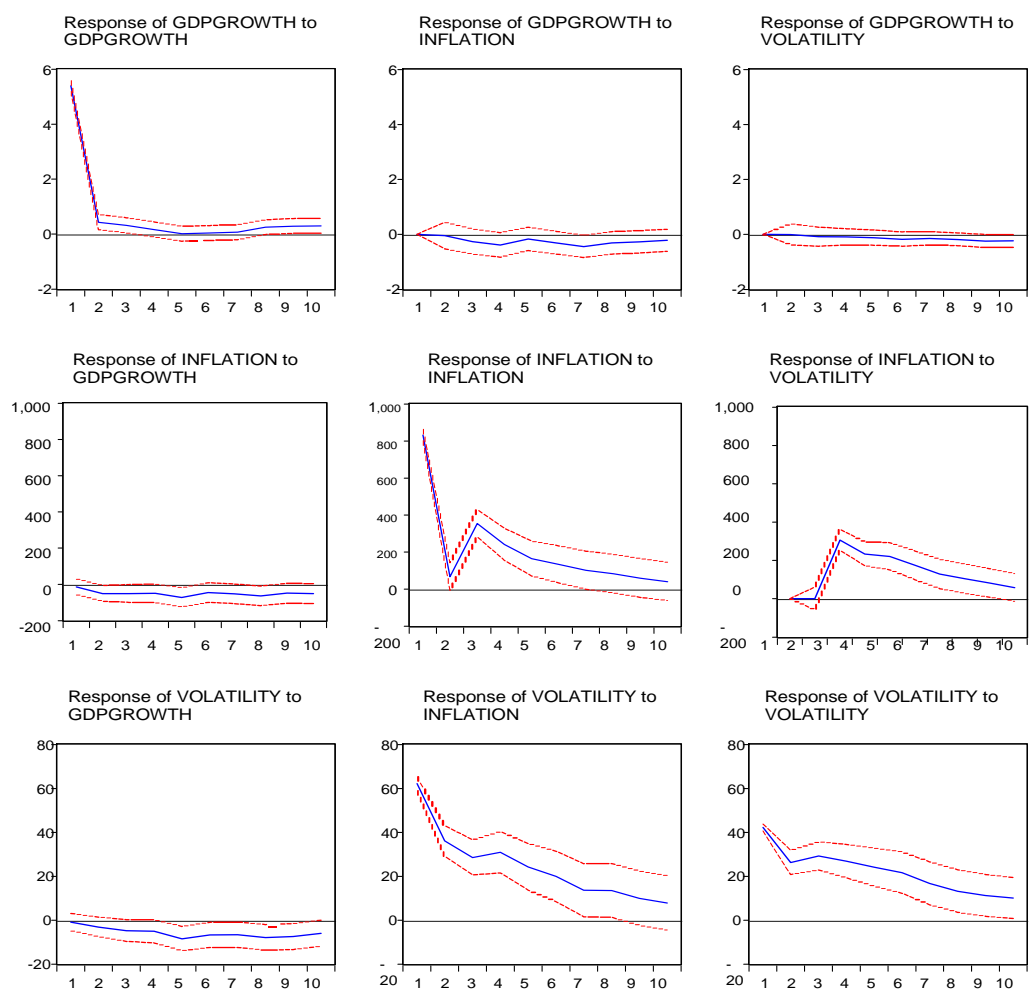 Response of GDPGROWTH to
GDPGROWTH
6
4
2
0
-2
1 2 3 4 5 6 7 8 9 10
Response of GDPGROWTH to
INFLATION
6
4
2
0
-2
1 2 3 4 5 6 7 8 9 10
Response of GDPGROWTH to
VOLATILITY
6
4
2
0
-2
1 2 3 4 5 6 7 8 9 10
Response of INFLATION to
GDPGROWTH
1,000
800
600
400
200
0
-200
1 2 3 4 5 6 7 8 9 10
Response of INFLATION to
INFLATION
1,000
800
600
400
200
0
-
200
1 2 3 4 5 6 7 8 9 10
Response of INFLATION to
VOLATILITY
1,000
800
600
400
200
0
-
200
1 2 3 4 5 6 7 8 9 10
Response of VOLATILITY to
GDPGROWTH
80
60
40
20
0
-20
1 2 3 4 5 6 7 8 9 10
Response of VOLATILITY to
INFLATION
80
60
40
20
0
-
20
1 2 3 4 5 6 7 8 9 10
Response of VOLATILITY to
VOLATILITY
80
60
40
20
0
-
20
1 2 3 4 5 6 7 8 9 10